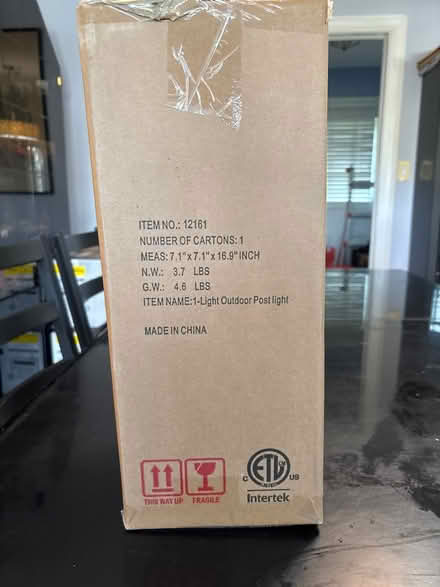 ITEM NO.: 12161
NUMBER OF CARTONS: 1
MEAS: 7.1"x 7.1"x 16.9" INCH
N.W.: 3.7 LBS
G.W.: 4.6 LBS
ITEM NAME:1-Light Outdoor Post light
MADE IN CHINA
THIS WAY UP
FRAGILE
C ETL US
Intertek